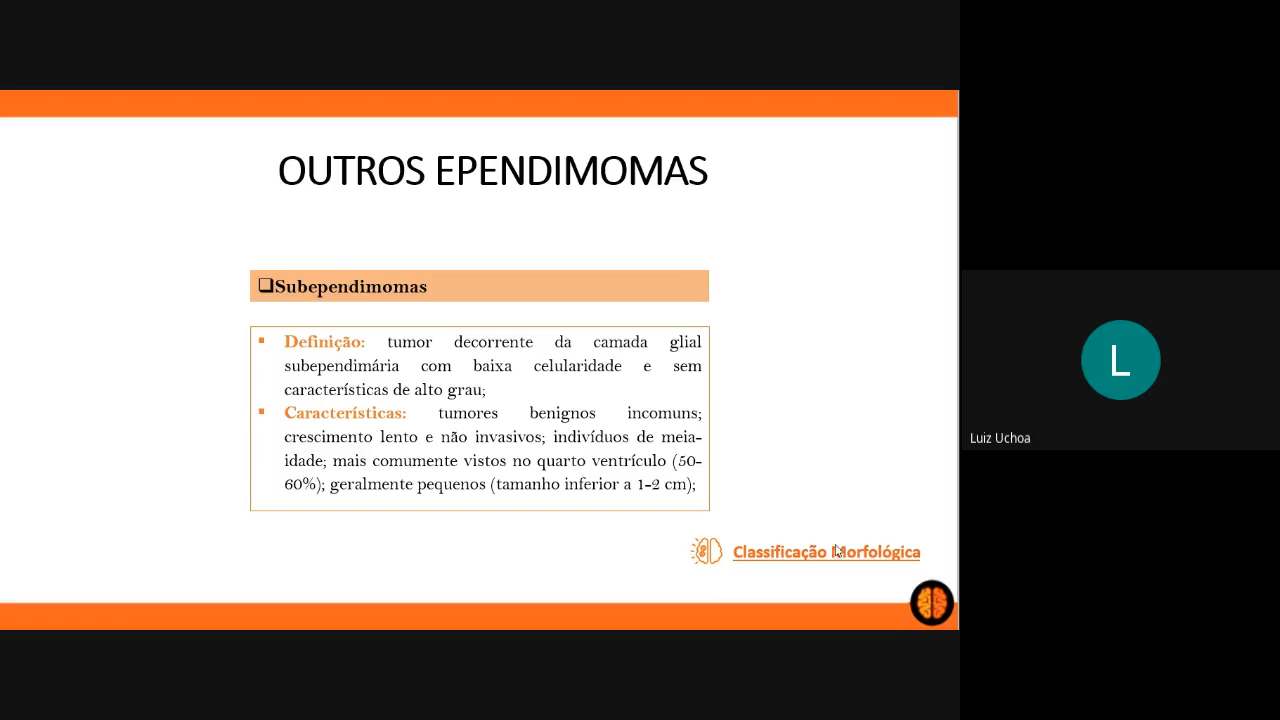 OUTROS EPENDIMOMAS
❑Subependimomas
▪ Definição: tumor decorrente da camada glial
subependimária com baixa celularidade e sem
características de alto grau;
▪ Características: tumores benignos incomuns;
crescimento lento e não invasivos; indivíduos de meia-
idade; mais comumente vistos no quarto ventrículo (50-
60%); geralmente pequenos (tamanho inferior a 1-2 cm);
Classificação Morfológica
L
Luiz Uchoa